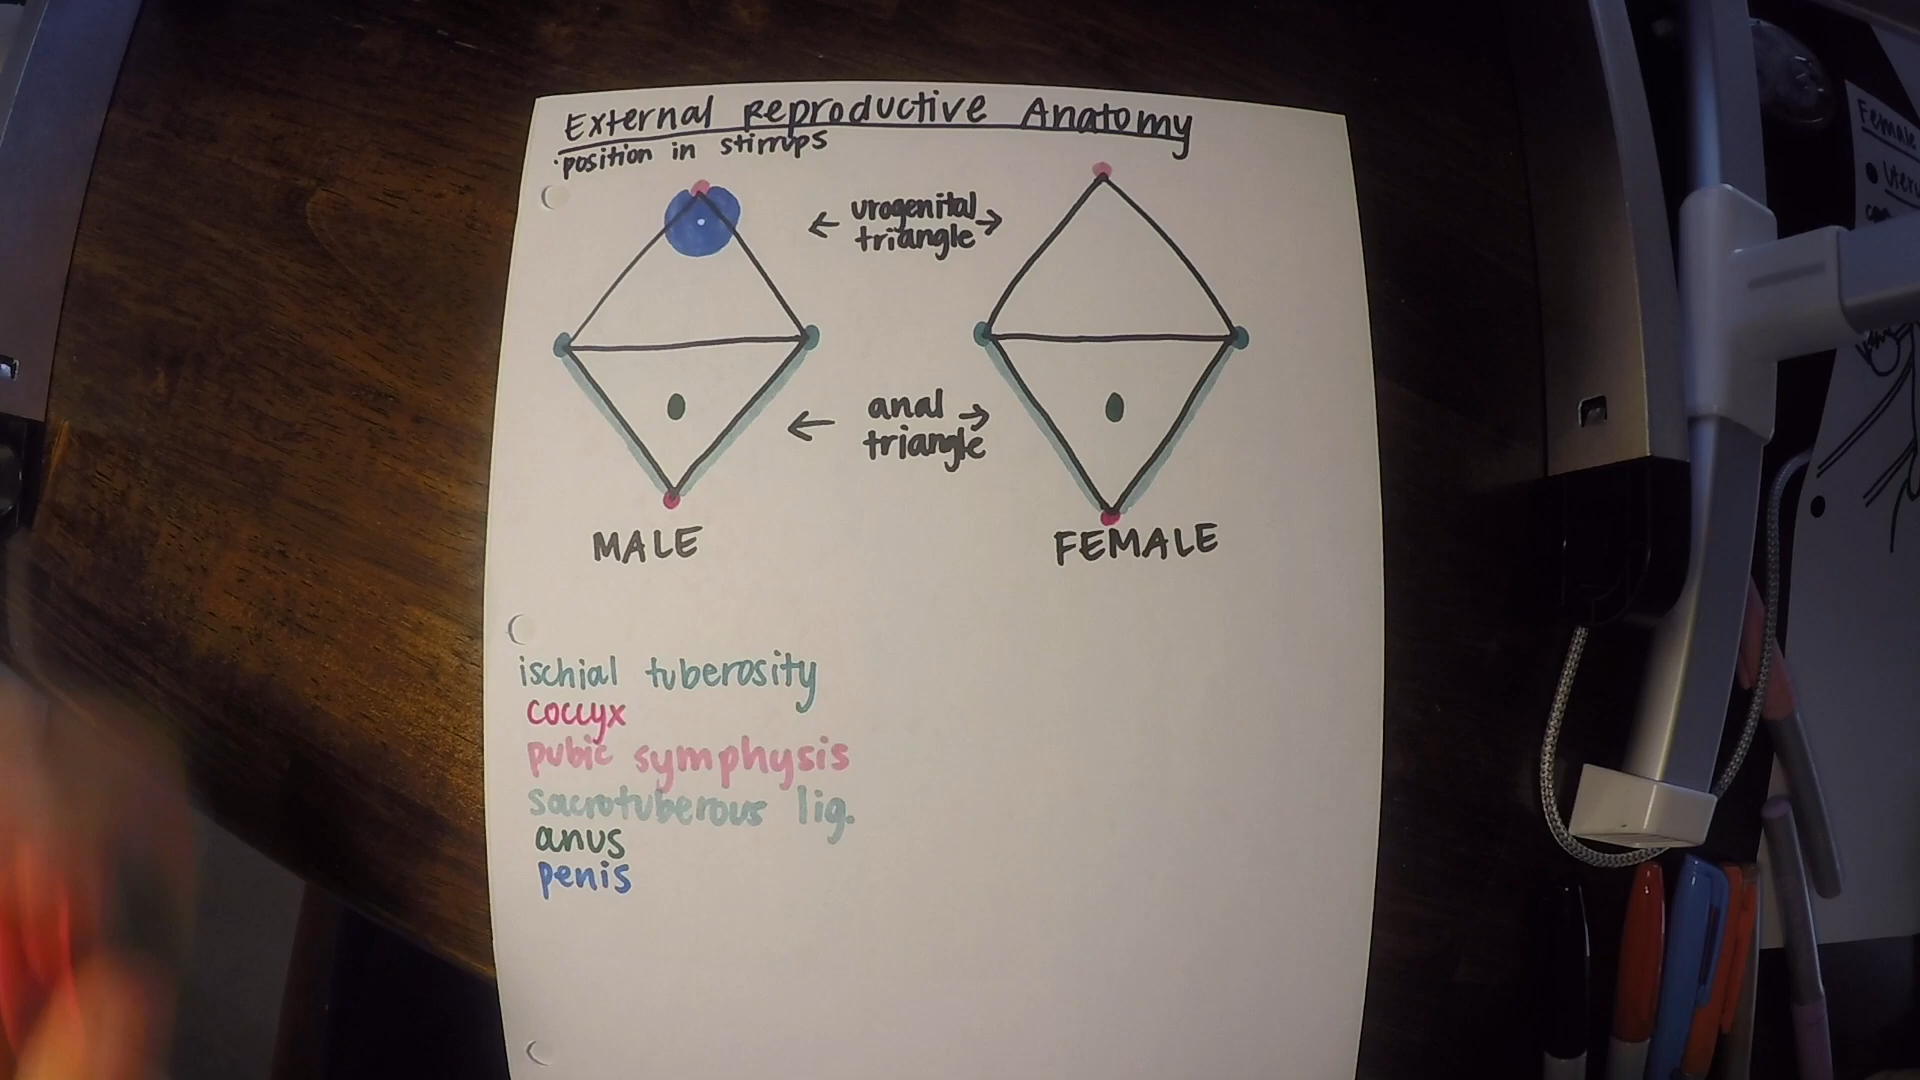 External Reproductive Anatomy
·position in stirrups
← urogenital →
triangle
← anal →
triangle
MALE
FEMALE
ischial tuberosity
coccyx
pubic symphysis
sacrotuberous lig.
anus
penis
Female